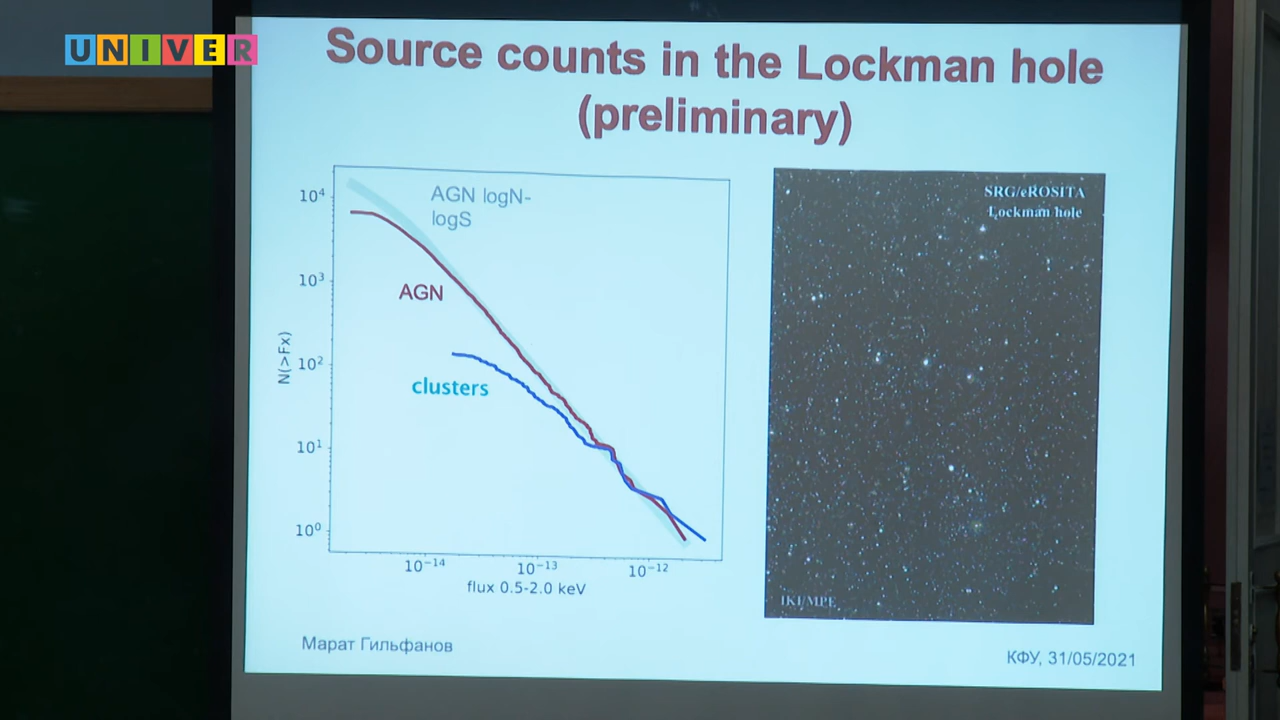 UNIVER
Source counts in the Lockman hole
(preliminary)
AGN logN-
logS
AGN
clusters
N(>Fx)
10⁴
10³
10²
10¹
10⁰
10⁻¹⁴
10⁻¹³
10⁻¹²
flux 0.5-2.0 keV
SRG/eROSITA
Lockman hole
IKI/MPE
Марат Гильфанов
КФУ, 31/05/2021